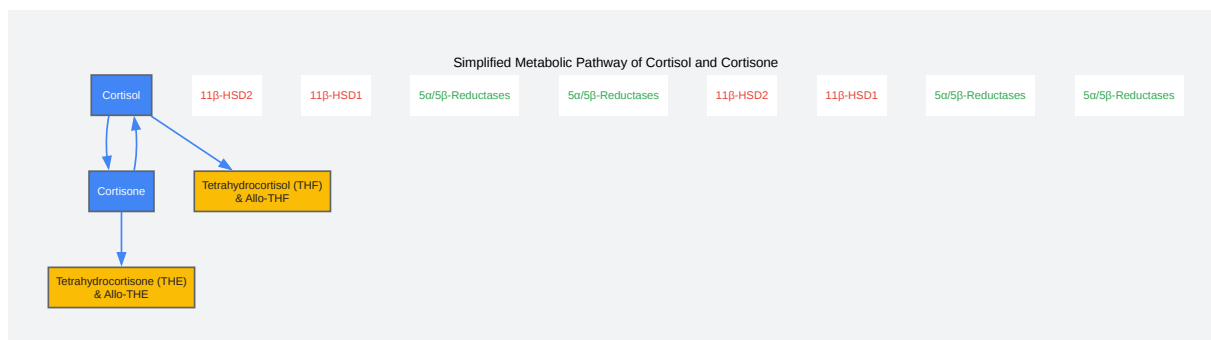 Simplified Metabolic Pathway of Cortisol and Cortisone
Cortisol
11β-HSD2
11β-HSD1
5α/5β-Reductases
5α/5β-Reductases
11β-HSD2
11β-HSD1
5α/5β-Reductases
5α/5β-Reductases
Cortisone
Tetrahydrocortisol (THF)
& Allo-THF
Tetrahydrocortisone (THE)
& Allo-THE